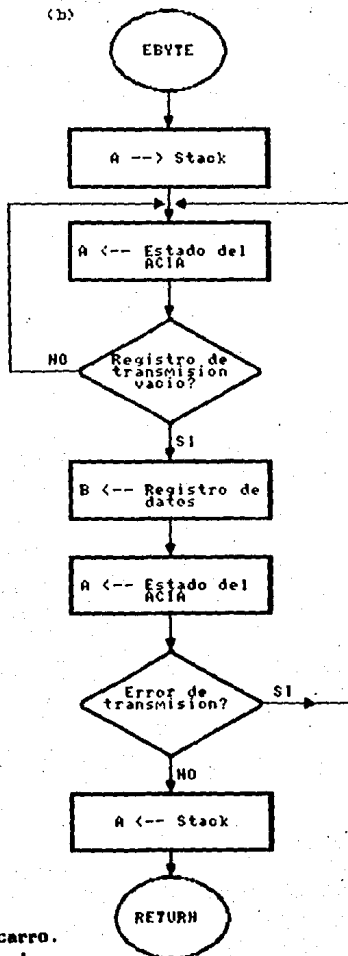 (b)
EBYTE
A --> Stack
A <-- Estado del
ACIA
NO
Registro de
transmision
vacio?
SI
B <-- Registro de
datos
A <-- Estado del
ACIA
Error de
transmision?
SI
NO
A <-- Stack
RETURN
carro.